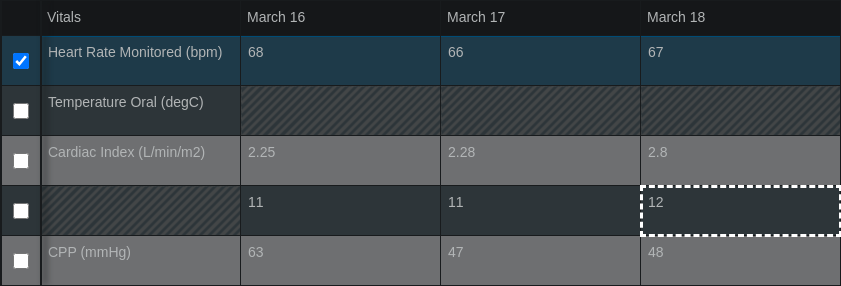 Vitals March 16 March 17 March 18
Heart Rate Monitored (bpm) 68 66 67
Temperature Oral (degC)
Cardiac Index (L/min/m2) 2.25 2.28 2.8
11 11 12
CPP (mmHg) 63 47 48